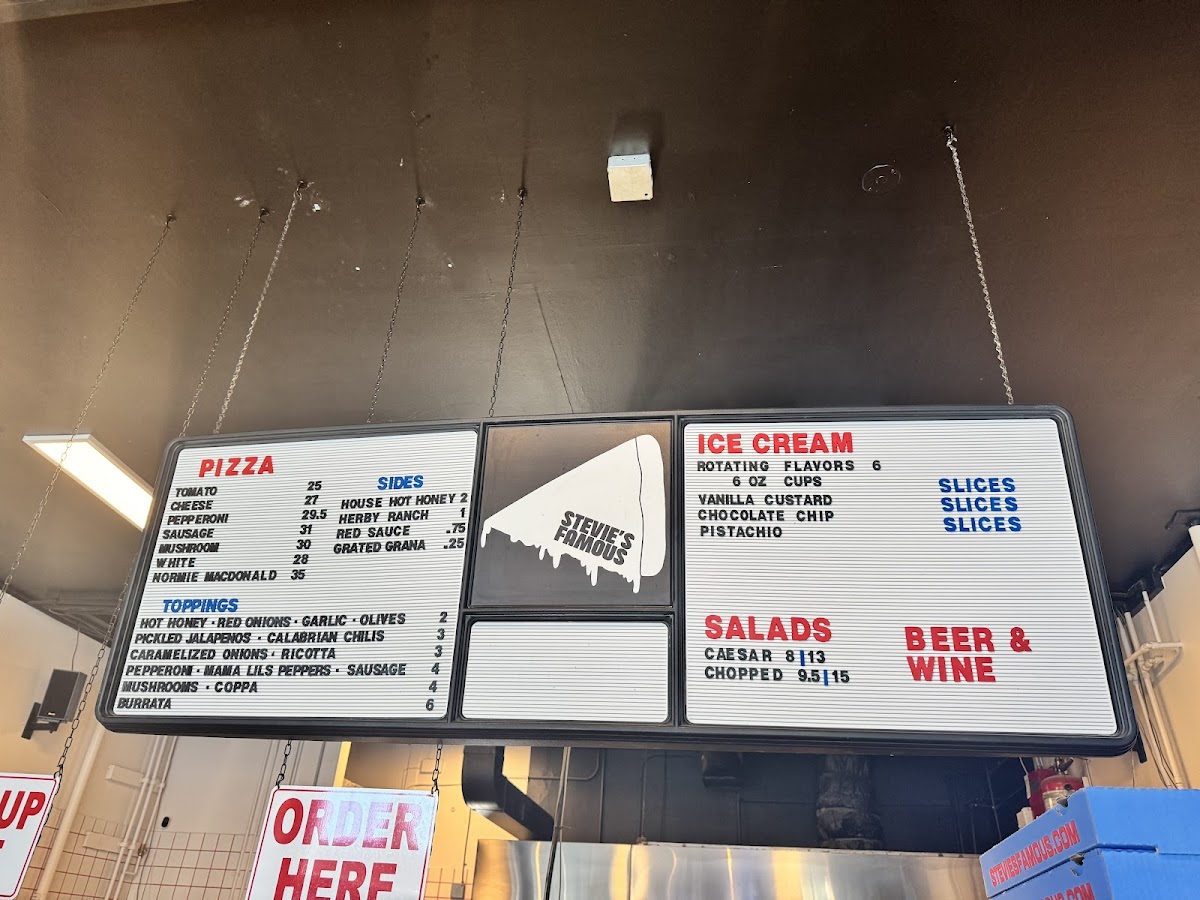 PIZZA
TOMATO 25
CHEESE 27
PEPPERONI 29.5
SAUSAGE 31
MUSHROOM 30
WHITE 28
NORMIE MACDONALD 35
SIDES
HOUSE HOT HONEY 2
HERBY RANCH 1
RED SAUCE .75
GRATED GRANA .25
TOPPINGS
HOT HONEY · RED ONIONS · GARLIC · OLIVES 2
PICKLED JALAPENOS · CALABRIAN CHILIS 3
CARAMELIZED ONIONS · RICOTTA 3
PEPPERONI · MAMA LILS PEPPERS · SAUSAGE 4
MUSHROOMS · COPPA 4
BURRATA 6
STEVIE'S
FAMOUS
ICE CREAM
ROTATING FLAVORS 6
6 OZ CUPS
VANILLA CUSTARD
CHOCOLATE CHIP
PISTACHIO
SLICES
SLICES
SLICES
SALADS
CAESAR 8|13
CHOPPED 9.5|15
BEER &
WINE
UP
ORDER
HERE
STEVIESFAMOUS.COM